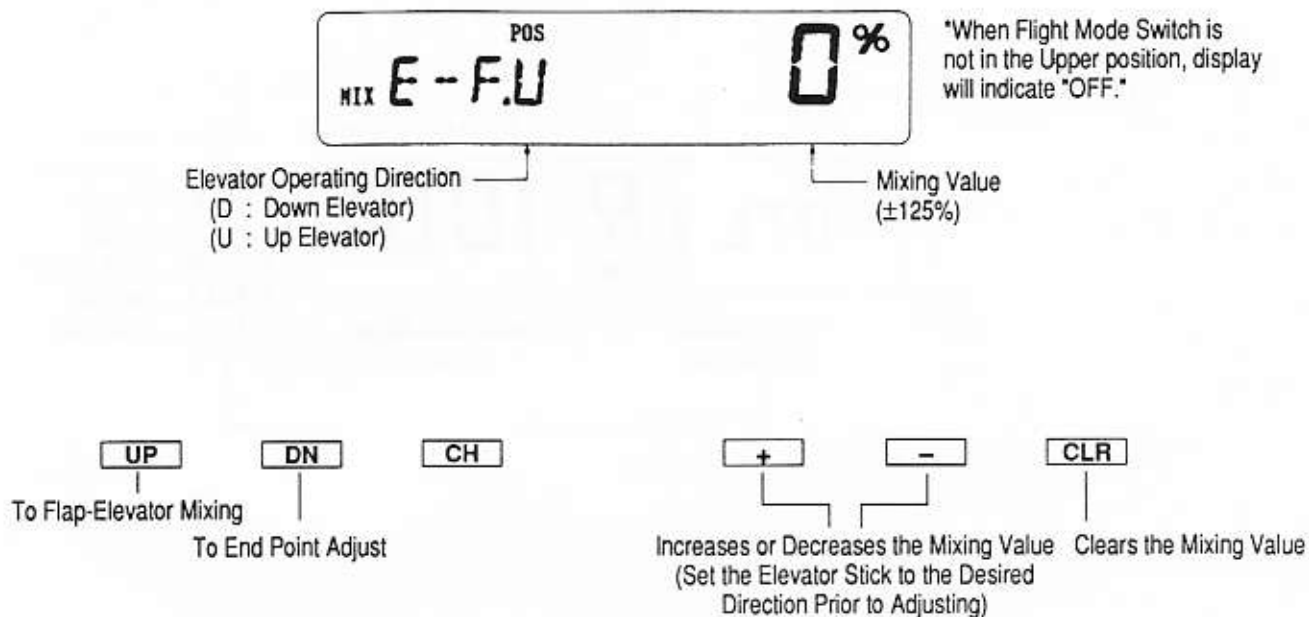 POS
MIX E-F.U 0%
"When Flight Mode Switch is
not in the Upper position, display
will indicate "OFF."
Elevator Operating Direction
(D : Down Elevator)
(U : Up Elevator)
Mixing Value
(±125%)
UP DN CH + - CLR
To Flap-Elevator Mixing
To End Point Adjust
Increases or Decreases the Mixing Value
(Set the Elevator Stick to the Desired
Direction Prior to Adjusting)
Clears the Mixing Value